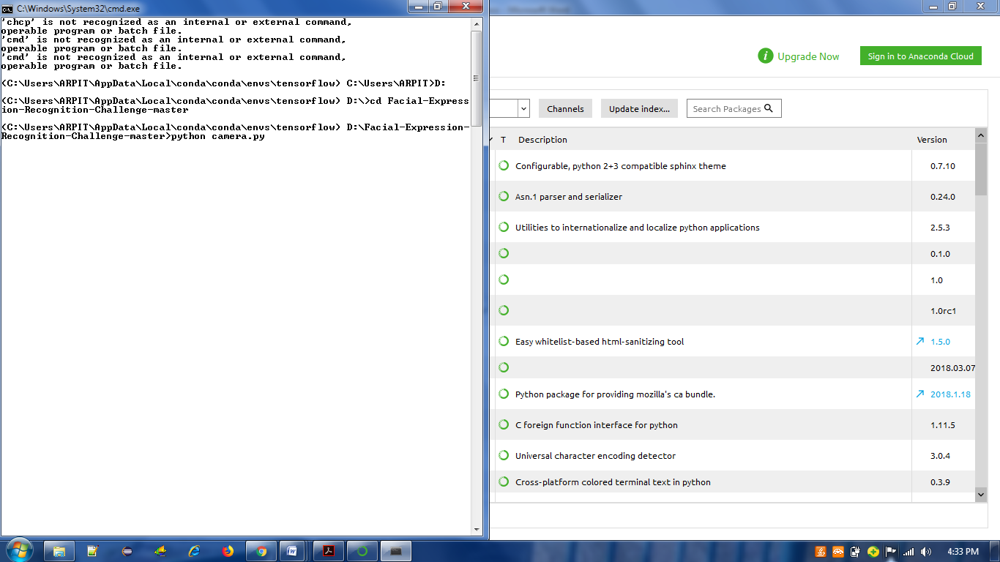 C:\Windows\System32\cmd.exe
'chcp' is not recognized as an internal or external command,
operable program or batch file.
'cmd' is not recognized as an internal or external command,
operable program or batch file.
'cmd' is not recognized as an internal or external command,
operable program or batch file.
(C:\Users\ARPIT\AppData\Local\conda\conda\envs\tensorflow) C:\Users\ARPIT>D:
(C:\Users\ARPIT\AppData\Local\conda\conda\envs\tensorflow) D:\>cd Facial-Express
ion-Recognition-Challenge-master
(C:\Users\ARPIT\AppData\Local\conda\conda\envs\tensorflow) D:\Facial-Expression-
Recognition-Challenge-master>python camera.py
Upgrade Now
Sign in to Anaconda Cloud
Channels
Update index...
Search Packages
T Description Version
Configurable, python 2+3 compatible sphinx theme 0.7.10
Asn.1 parser and serializer 0.24.0
Utilities to internationalize and localize python applications 2.5.3
0.1.0
1.0
1.0rc1
Easy whitelist-based html-sanitizing tool 1.5.0
2018.03.07
Python package for providing mozilla's ca bundle. 2018.1.18
C foreign function interface for python 1.11.5
Universal character encoding detector 3.0.4
Cross-platform colored terminal text in python 0.3.9
4:33 PM